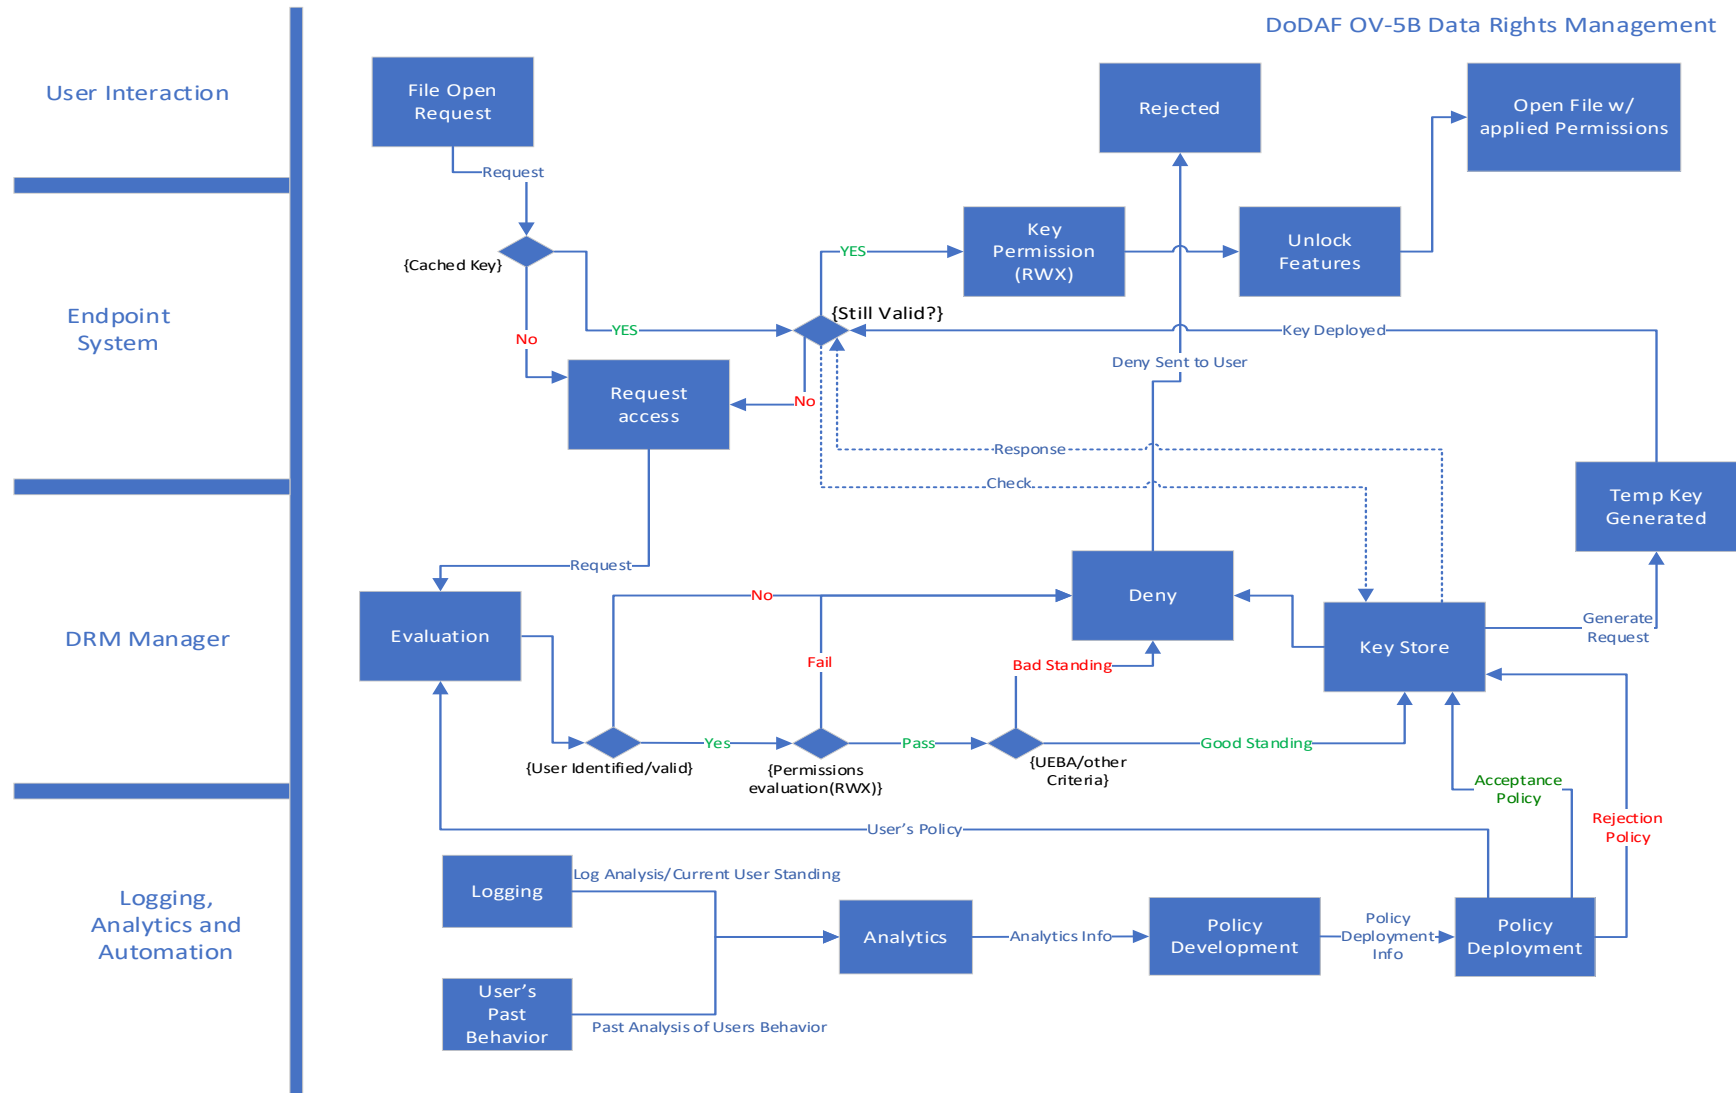 DoDAF OV-5B Data Rights Management
User Interaction
File Open
Request
Rejected
Open File w/
applied Permissions
Request
Endpoint
System
{Cached Key}
No
YES
YES
{Still Valid?}
Key
Permission
(RWX)
Unlock
Features
Key Deployed
Deny Sent to User
Request
access
No
Response
Check
Temp Key
Generated
DRM Manager
Request
Evaluation
No
Fail
Bad Standing
Deny
Key Store
Generate
Request
Yes
{User Identified/valid}
Pass
{Permissions
evaluation(RWX)}
{UEBA/other
Criteria}
Good Standing
Acceptance
Policy
Rejection
Policy
User's Policy
Logging,
Analytics and
Automation
Logging
Log Analysis/Current User Standing
User's
Past
Behavior
Past Analysis of Users Behavior
Analytics
Analytics Info
Policy
Development
Policy
Deployment
Info
Policy
Deployment